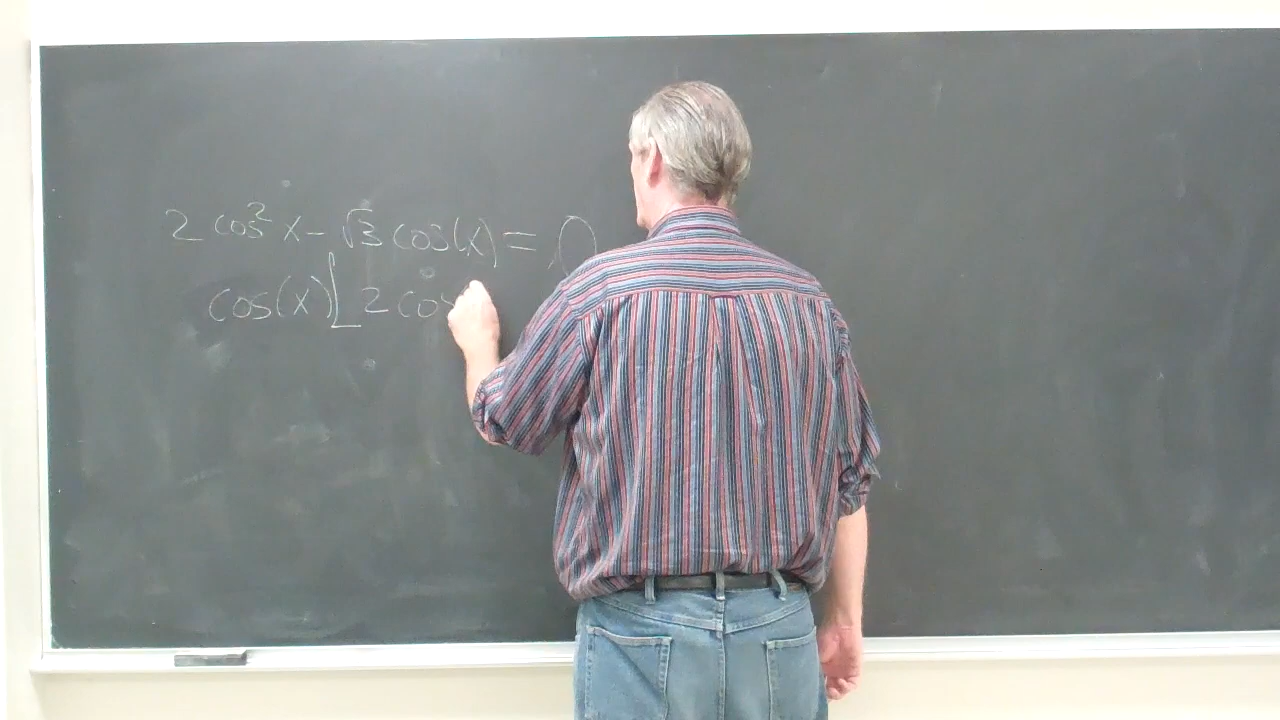 2 cos² x - √3 cos(x) = 0
cos(x) [ 2 cos